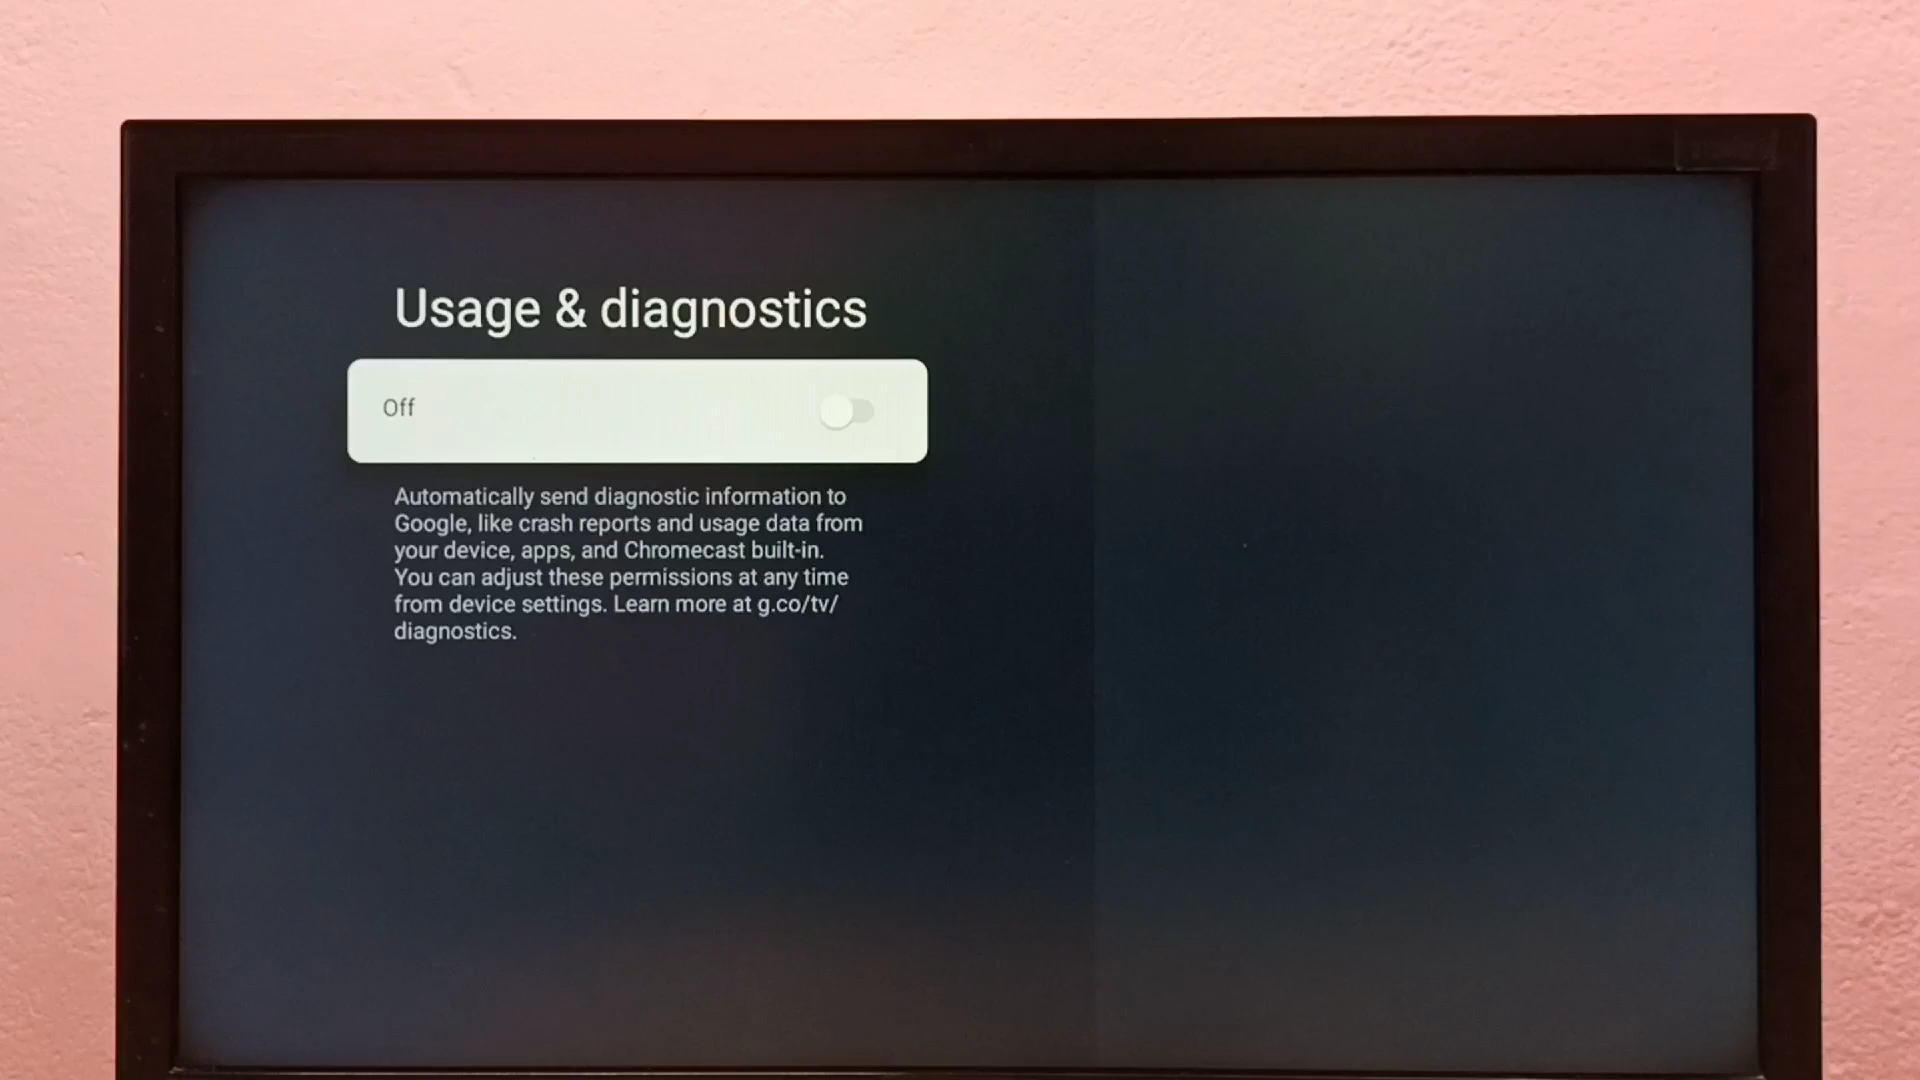 Usage & diagnostics
Off
Automatically send diagnostic information to
Google, like crash reports and usage data from
your device, apps, and Chromecast built-in.
You can adjust these permissions at any time
from device settings. Learn more at g.co/tv/
diagnostics.